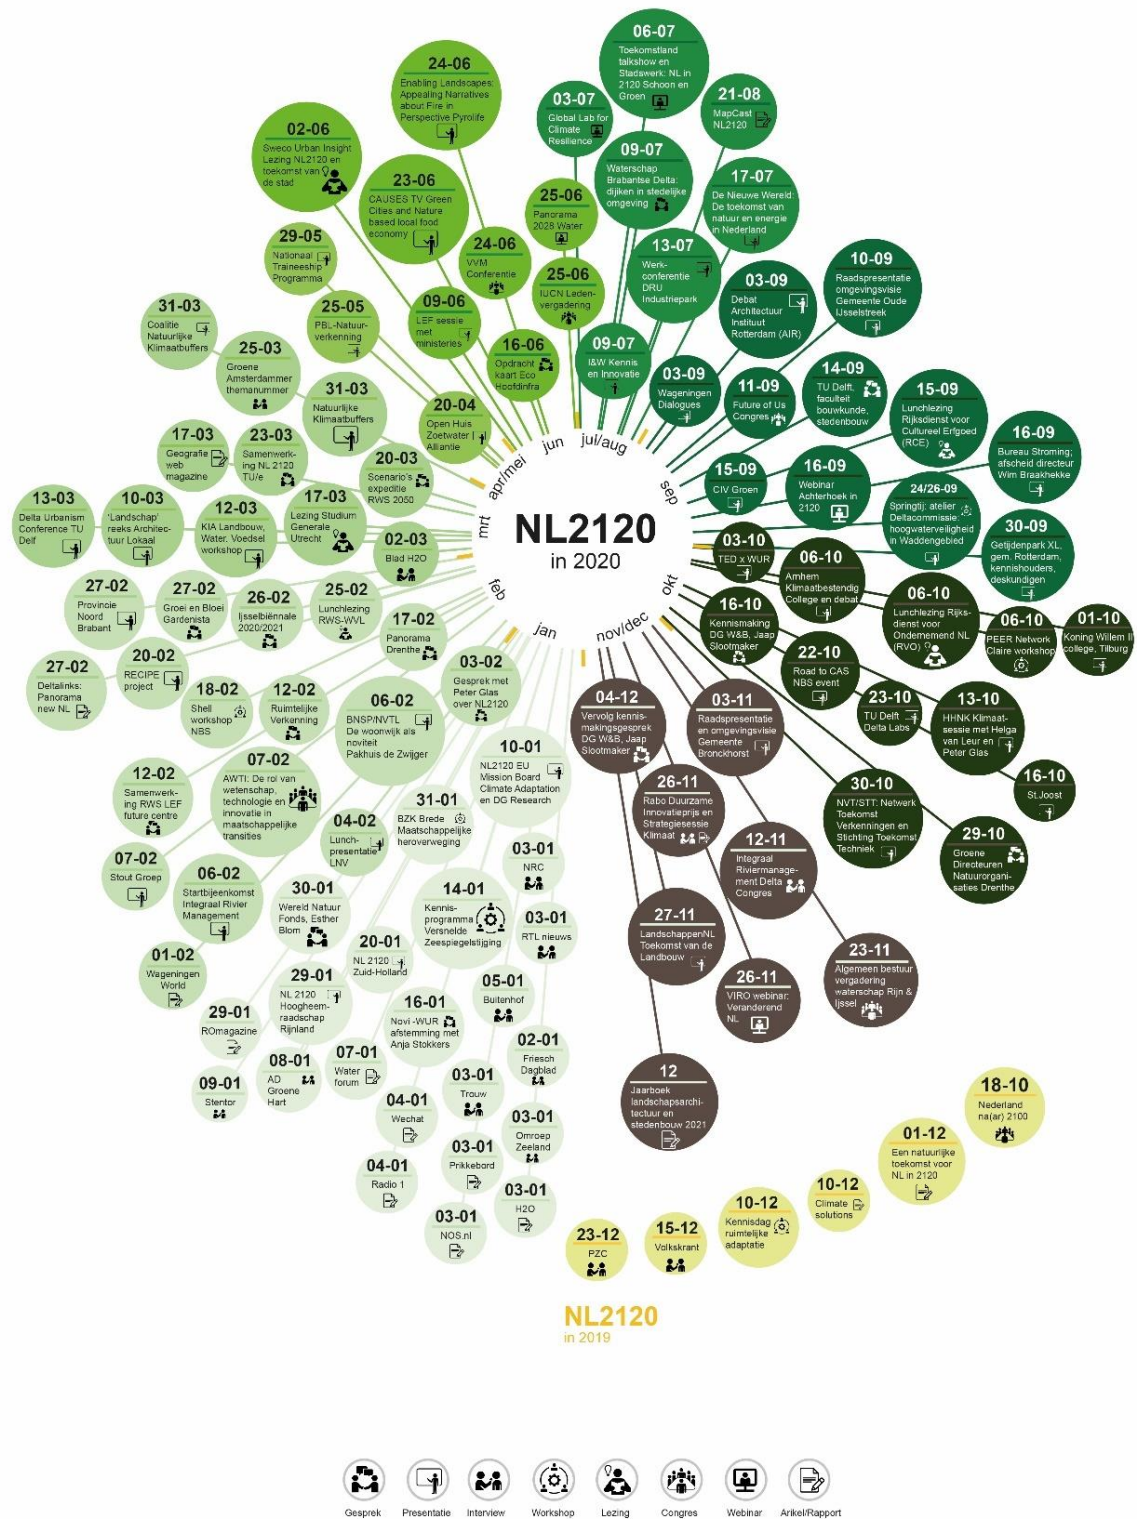 NL2120
in 2020
jan
feb
mrt
apr/mei
jun
jul/aug
sep
okt
nov/dec
06-07
Toekomstland
talkshow en
Stadswerk: NL in
2120 Schoon en
Groen
24-06
Enabling Landscapes:
Appealing Narratives
about Fire in
Perspective Pyrolife
03-07
Global Lab for
Climate
Resilience
21-08
MapCast
NL2120
02-06
Sweco Urban Insight
Lezing NL2120 en
toekomst van
de stad
09-07
Waterschap
Brabantse Delta:
dijiken in stedelijke
omgeving
17-07
De Nieuwe Wereld:
De toekomst van
natuur en energie
in Nederland
23-06
CAUSES TV Green
Cities and Nature
based local food
economy
25-06
Panorama
2028 Water
29-05
Nationaal
Traineeship
Programma
24-06
VVM
Conferentie
13-07
Werk-
conferentie
DRU
Industriepark
10-09
Raadspresentatie
omgevingsvisie
Gemeente Oude
IJsselstreek
25-06
IUCN Leden-
vergadering
03-09
Debat
Architectuur
Instituut
Rotterdam (AIR)
31-03
Coalitie
Natuurlijke
Klimaatbuffers
25-05
PBL-Natuur-
verkenning
09-06
LEF sessie
met
ministeries
25-03
Groene
Amsterdammer
themanummer
16-06
Opdracht
kaart Eco
Hoofdinfra
09-07
I&W Kennis
en Innovatie
03-09
Wageningen
Dialogues
11-09
Future of Us
Congres
14-09
TU Delft,
faculteit
bouwkunde,
stedenbouw
15-09
Lunchlezing
Rijksdienst voor
Cultureel Erfgoed
(RCE)
31-03
Natuurlijke
Klimaatbuffers
20-04
Open Huis
Zoetwater |
Alliantie
16-09
Bureau Stroming;
afscheid directeur
Wim Braakhekke
17-03
Geografie
web
magazine
23-03
Samenwerk-
ing NL 2120
TU/e
20-03
Scenario's
expeditie
RWS 2050
15-09
CIV Groen
16-09
Webinar
Achterhoek in
2120
24/26-09
Springtij: atelier
Deltacommissie:
hoogwaterveiligheid
in Waddengebied
13-03
Delta Urbanism
Conference TU
Delf
10-03
'Landschap'
reeks Architec-
tuur Lokaal
12-03
KIA Landbouw,
Water, Voedsel
workshop
17-03
Lezing Studium
Generale
Utrecht
02-03
Blad H2O
30-09
Getijdenpark XL,
gem. Rotterdam,
kennishouders,
deskundigen
03-10
TED x WUR
06-10
Arnhem
Klimaatbestendig
College en debat
27-02
Provincie
Noord
Brabant
27-02
Groei en Bloei
Gardenista
26-02
Ijsselbiënnale
2020/2021
25-02
Lunchlezing
RWS-WVL
17-02
Panorama
Drenthe
16-10
Kennismaking
DG W&B, Jaap
Slootmaker
06-10
Lunchlezing Rijks-
dienst voor
Ondernemend NL
(RVO)
06-10
PEER Network
Claire workshop
01-10
Koning Willem II
college, Tilburg
27-02
Deltalinks:
Panorama
new NL
20-02
RECIPE
project
18-02
Shell
workshop
NBS
12-02
Ruimtelijke
Verkenning
03-02
Gesprek met
Peter Glas
over NL2120
22-10
Road to CAS
NBS event
23-10
TU Delft
Delta Labs
13-10
HHNK Klimaat-
sessie met Helga
van Leur en
Peter Glas
06-02
BNSP/NVTL
De woonwijk als
noviteit
Pakhuis de Zwijger
04-12
Vervolg kennis-
makingsgesprek
DG W&B, Jaap
Slootmaker
03-11
Raadspresentatie
en omgevingsvisie
Gemeente
Bronckhorst
12-02
Samenwerk-
ing RWS LEF
future centre
07-02
AWTI: De rol van
wetenschap,
technologie en
innovatie in
maatschappelijke
transities
10-01
NL2120 EU
Mission Board
Climate Adaptation
en DG Research
16-10
St.Joost
31-01
BZK Brede
Maatschappelijke
heroverweging
04-02
Lunch-
presentatie
LNV
26-11
Rabo Duurzame
Innovatieprijs en
Strategiesessie
Klimaat
30-10
NVT/STT: Netwerk
Toekomst
Verkenningen en
Stichting Toekomst
Techniek
29-10
Groene
Directeuren
Natuurorgani-
saties Drenthe
07-02
Stout Groep
06-02
Startbijeenkomst
Integraal Rivier
Management
30-01
Wereld Natuur
Fonds, Esther
Blom
14-01
Kennis-
programma
Versnelde
Zeespiegelstijging
03-01
NRC
12-11
Integraal
Riviermanage-
ment Delta
Congres
03-01
RTL nieuws
27-11
LandschappenNL
Toekomst van de
Landbouw
01-02
Wageningen
World
20-01
NL 2120
Zuid-Holland
23-11
Algemeen bestuur
vergadering
waterschap Rijn &
Ijssel
29-01
NL 2120
Hoogheem-
raadschap
Rijnland
05-01
Buitenhof
26-11
VIRO webinar:
Veranderend
NL
29-01
ROmagazine
16-01
Novi -WUR
afstemming met
Anja Stokkers
02-01
Friesch
Dagblad
09-01
Stentor
08-01
AD
Groene
Hart
07-01
Water
forum
03-01
Trouw
12
Jaarboek
landschapsarchi-
tectuur en
stedenbouw 2021
18-10
Nederland
na(ar) 2100
04-01
Wechat
03-01
Omroep
Zeeland
01-12
Een natuurlijke
toekomst voor
NL in 2120
04-01
Radio 1
03-01
Prikkebord
10-12
Climate
solutions
03-01
H2O
10-12
Kennisdag
ruimtelijke
adaptatie
03-01
NOS.nl
23-12
PZC
15-12
Volkskrant
NL2120
in 2019
Gesprek
Presentatie
Interview
Workshop
Lezing
Congres
Webinar
Arikel/Rapport